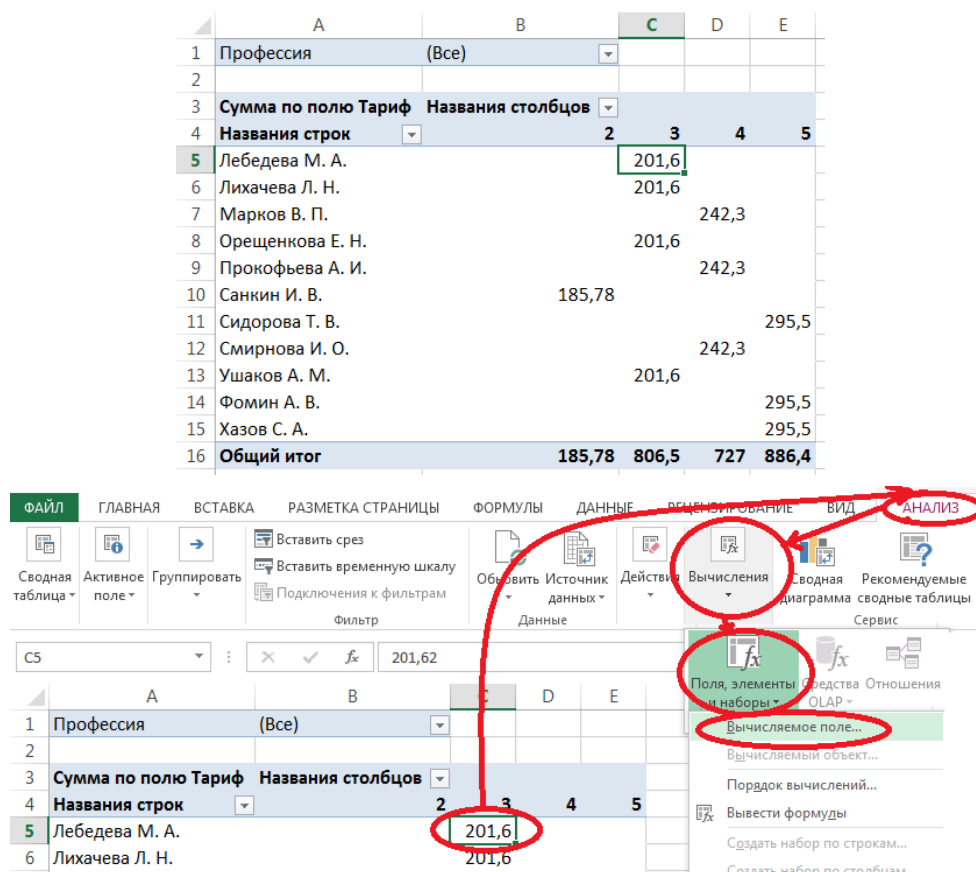 A B C D E
1 Профессия (Все)
2
3 Сумма по полю Тариф Названия столбцов
4 Названия строк 2 3 4 5
5 Лебедева М. А. 201,6
6 Лихачева Л. Н. 201,6
7 Марков В. П. 242,3
8 Орещенкова Е. Н. 201,6
9 Прокофьева А. И. 242,3
10 Санкин И. В. 185,78
11 Сидорова Т. В. 295,5
12 Смирнова И. О. 242,3
13 Ушаков А. М. 201,6
14 Фомин А. В. 295,5
15 Хазов С. А. 295,5
16 Общий итог 185,78 806,5 727 886,4
ФАЙЛ ГЛАВНАЯ ВСТАВКА РАЗМЕТКА СТРАНИЦЫ ФОРМУЛЫ ДАННЫЕ РЕЦЕНЗИРОВАНИЕ ВИД АНАЛИЗ
Сводная таблица
Активное поле
Группировать
Вставить срез
Вставить временную шкалу
Подключения к фильтрам
Фильтр
Обновить
Источник данных
Данные
Действия
Вычисления
Сводная диаграмма
Рекомендуемые сводные таблицы
Сервис
C5 fx 201,62
Поля, элементы и наборы
Средства OLAP
Отношения
Вычисляемое поле...
Вычисляемый объект...
Порядок вычислений...
Вывести формулы
Создать набор по строкам...
Создать набор по столбцам
A B C D E
1 Профессия (Все)
2
3 Сумма по полю Тариф Названия столбцов
4 Названия строк 2 3 4 5
5 Лебедева М. А. 201,6
6 Лихачева Л. Н. 201,6